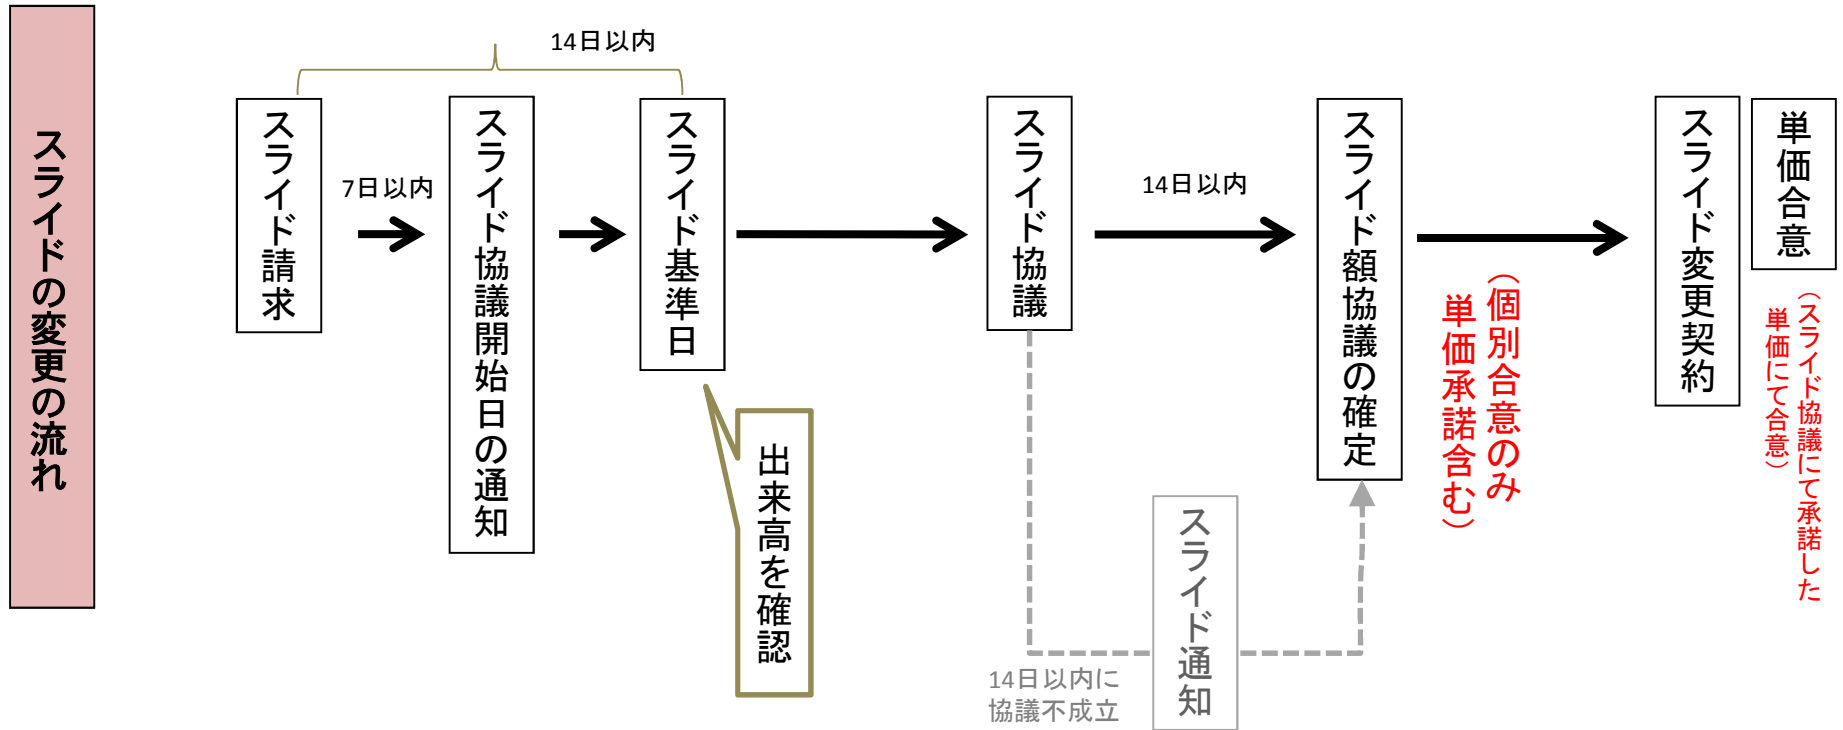 スライドの変更の流れ
14日以内
スライド請求
7日以内
スライド協議開始日の通知
スライド基準日
出来高を確認
スライド協議
14日以内
スライド額協議の確定
14日以内に
協議不成立
スライド通知
（個別合意のみ
単価承諾含む）
スライド変更契約
単価合意
（スライド協議にて承諾した
単価にて合意）